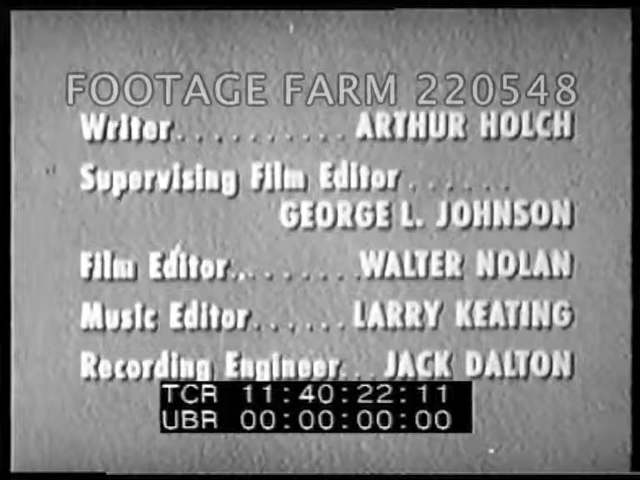 FOOTAGE FARM 220548
Writer.......... ARTHUR HOLCH
Supervising Film Editor ......
GEORGE L. JOHNSON
Film Editor........WALTER NOLAN
Music Editor......LARRY KEATING
Recording Engineer... JACK DALTON
TCR 11:40:22:11
UBR 00:00:00:00